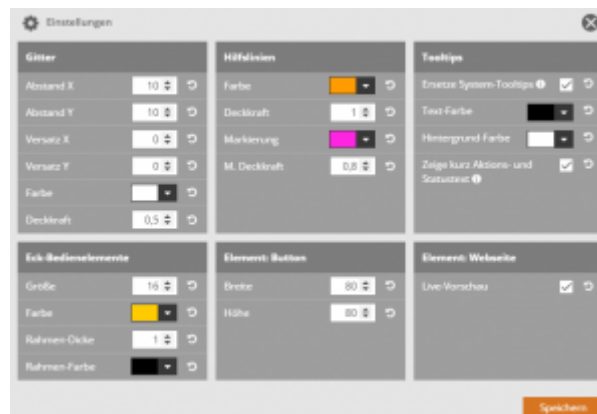 Einstellungen
Gitter
Abstand X 10
Abstand Y 10
Versatz X 0
Versatz Y 0
Farbe
Deckkraft 0,5
Hilfslinien
Farbe
Deckkraft 1
Markierung
M. Deckkraft 0,8
Tooltips
Ersetze System-Tooltips
Text-Farbe
Hintergrund-Farbe
Zeige kurz Aktions- und
Statustext
Eck-Bedienelemente
Größe 16
Farbe
Rahmen-Dicke 1
Rahmen-Farbe
Element: Button
Breite 80
Höhe 80
Element: Webseite
Live-Vorschau
Speichern